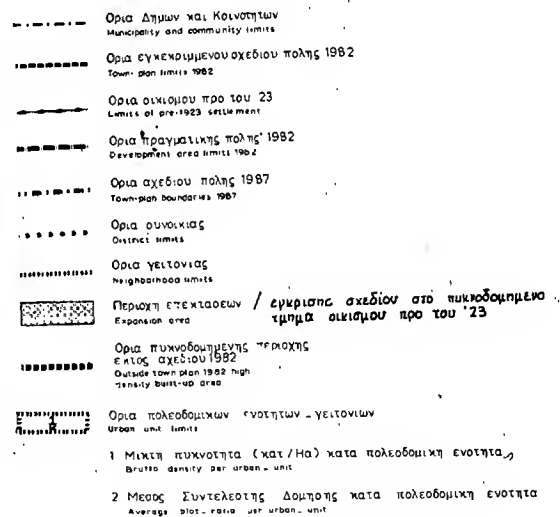 Ορια Δημων και Κοινοτητων
Municipality and community limits
Ορια εγκεκριμμενου σχεδιου πολης 1982
Town-plan limits 1982
Ορια οικισμου προ του 23
Limits of pre-1923 settlement
Ορια πραγματικης πολης 1982
Development area limits 1982
Ορια σχεδιου πολης 1987
Town-plan boundaries 1987
Ορια συνοικιας
District limits
Ορια γειτονιας
Neighborhood limits
Περιοχη επεκτασεων / εγκρισης σχεδίου στό πυκνοδομημενο
Expansion area τμημα οικισμου προ του '23
Ορια πυκνοδομημενης περιοχης
εκτος σχεδιου 1982
Outside town plan 1982 high
density built-up area
Ορια πολεοδομικων ενοτητων - γειτονιων
Urban unit limits
1 Μικτη πυκνοτητα (κατ/Ha) κατα πολεοδομικη ενοτητα
Brutto density per urban - unit
2 Μεσος Συντελεστης Δομησης κατα πολεοδομικη ενοτητα
Average plot - ratio per urban - unit